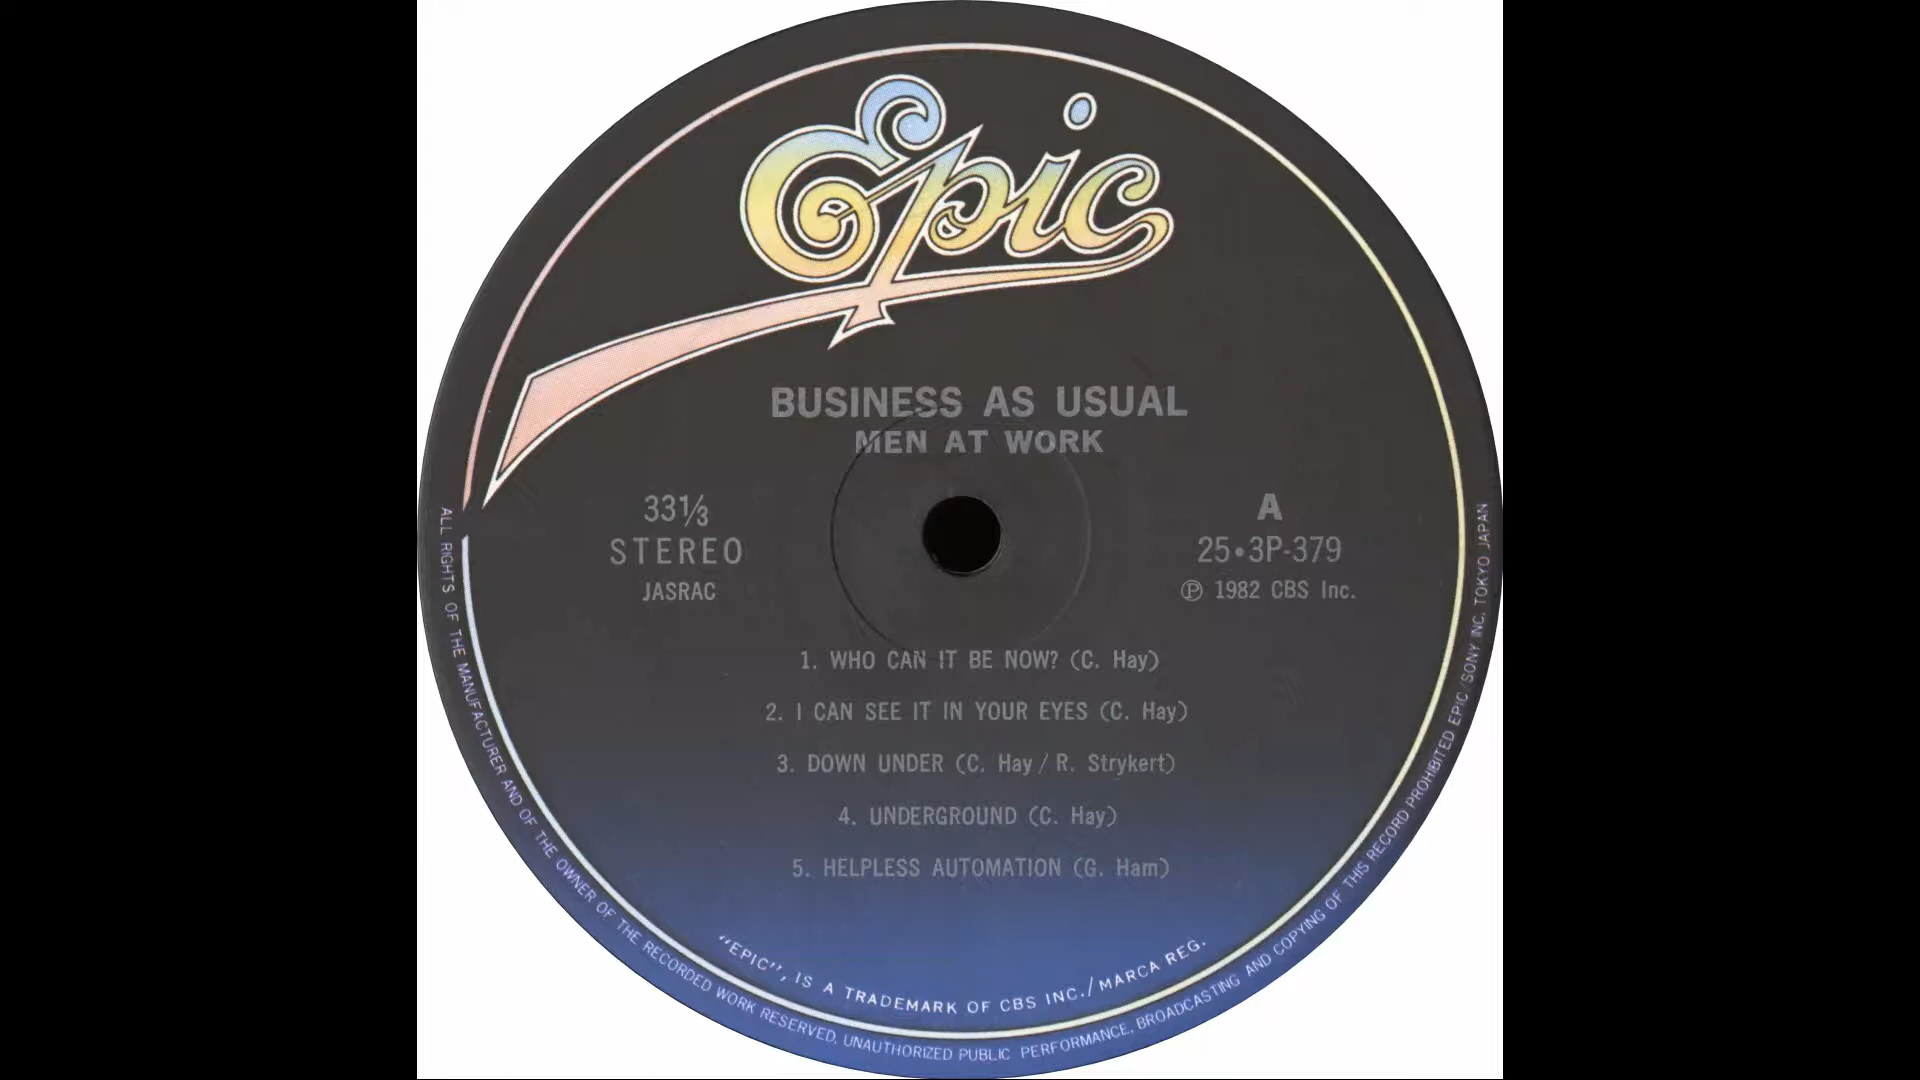 Epic
BUSINESS AS USUAL
MEN AT WORK
33⅓
STEREO
JASRAC
A
25•3P-379
Ⓟ 1982 CBS Inc.
1. WHO CAN IT BE NOW? (C. Hay)
2. I CAN SEE IT IN YOUR EYES (C. Hay)
3. DOWN UNDER (C. Hay / R. Strykert)
4. UNDERGROUND (C. Hay)
5. HELPLESS AUTOMATION (G. Ham)
"EPIC", IS A TRADEMARK OF CBS INC./MARCA REG.
ALL RIGHTS OF THE MANUFACTURER AND OF THE OWNER OF THE RECORDED WORK RESERVED, UNAUTHORIZED PUBLIC PERFORMANCE, BROADCASTING AND COPYING OF THIS RECORD PROHIBITED EPIC/SONY INC, TOKYO JAPAN